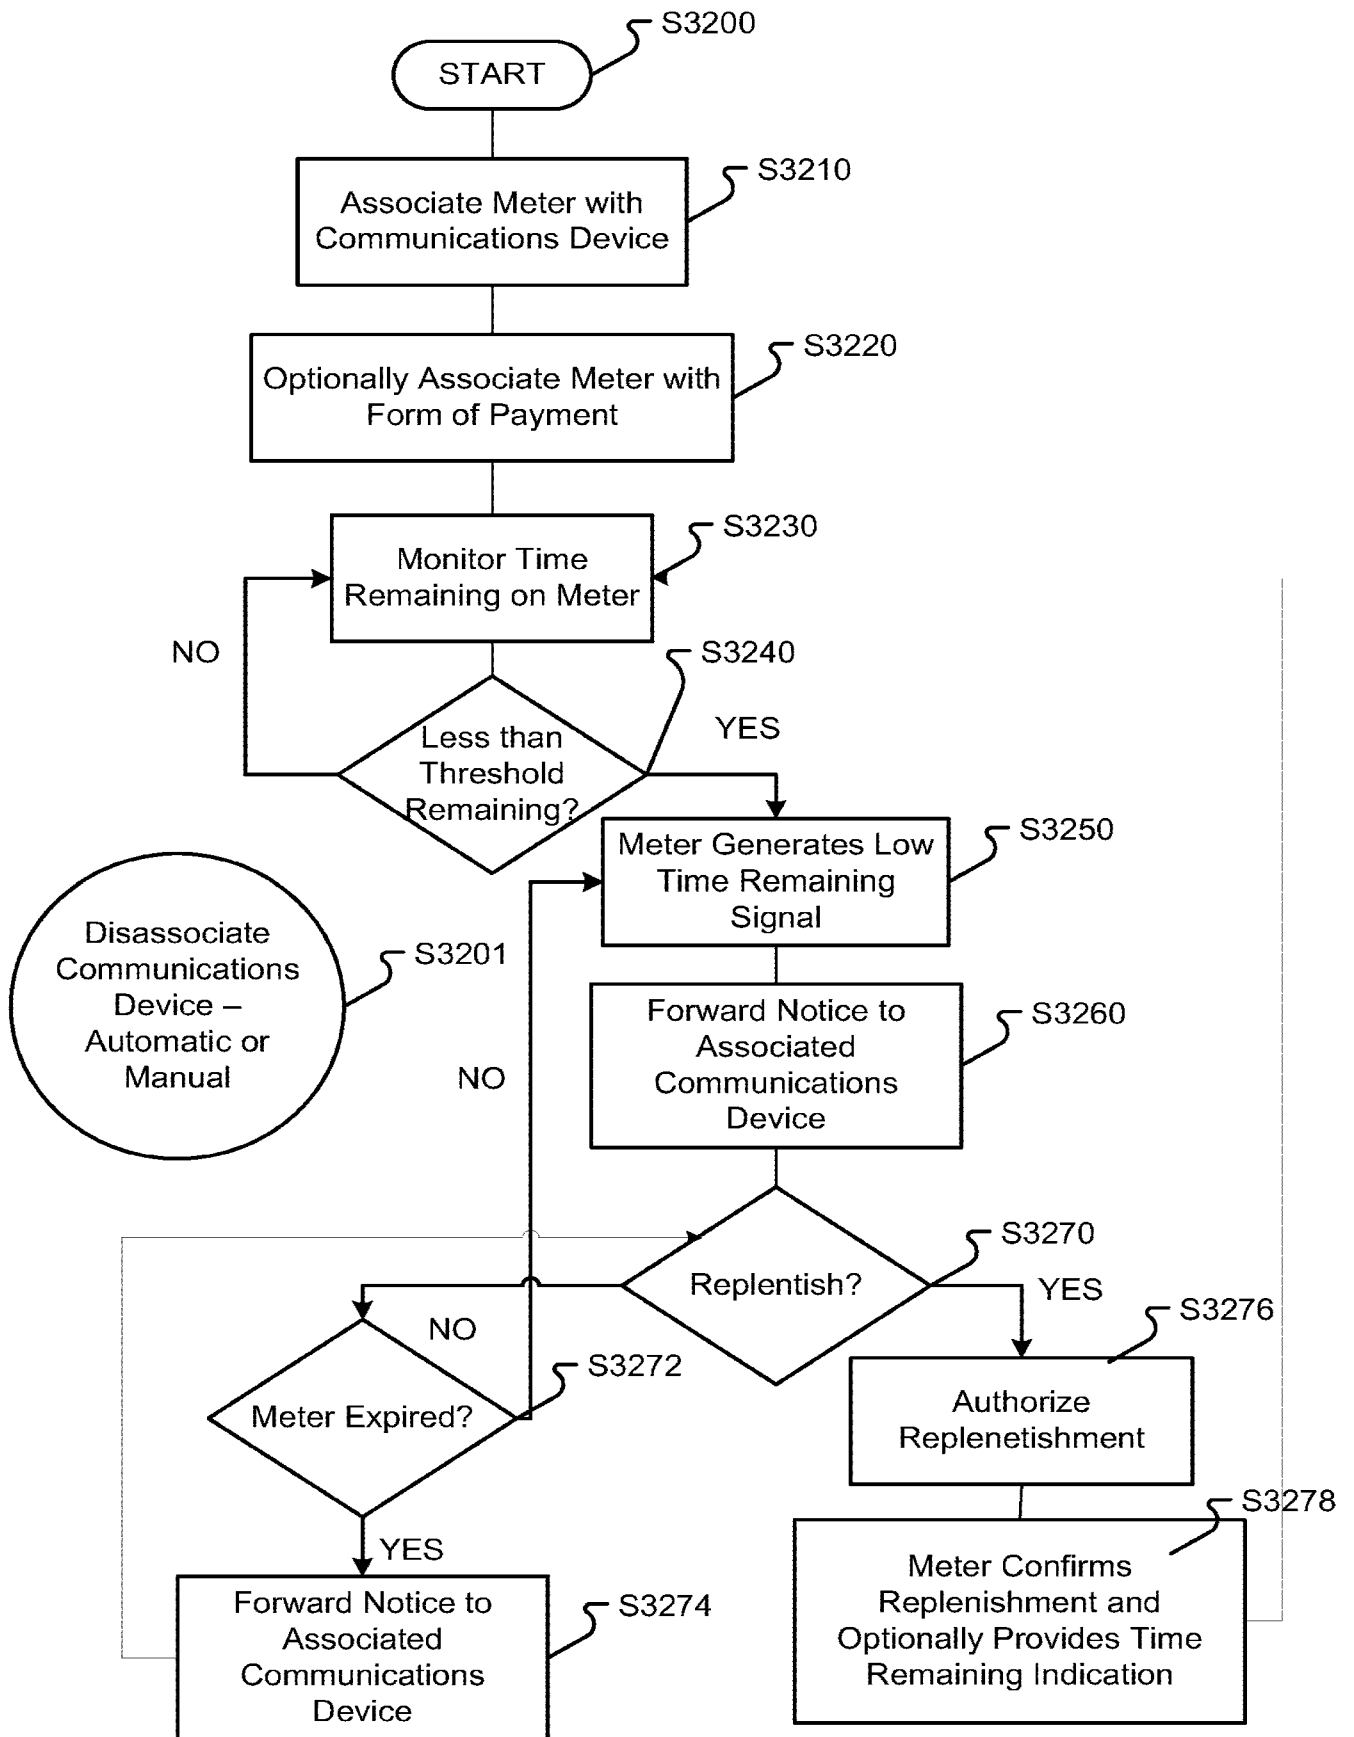 S3200
START
S3210
Associate Meter with
Communications Device
S3220
Optionally Associate Meter with
Form of Payment
S3230
Monitor Time
Remaining on Meter
NO
S3240
YES
Less than
Threshold
Remaining?
S3250
Meter Generates Low
Time Remaining
Signal
Disassociate
Communications
Device –
Automatic or
Manual
S3201
S3260
Forward Notice to
Associated
Communications
Device
NO
S3270
Replentish?
YES
S3276
NO
S3272
Meter Expired?
Authorize
Replenetishment
S3278
YES
Meter Confirms
Replenishment and
Optionally Provides Time
Remaining Indication
S3274
Forward Notice to
Associated
Communications
Device